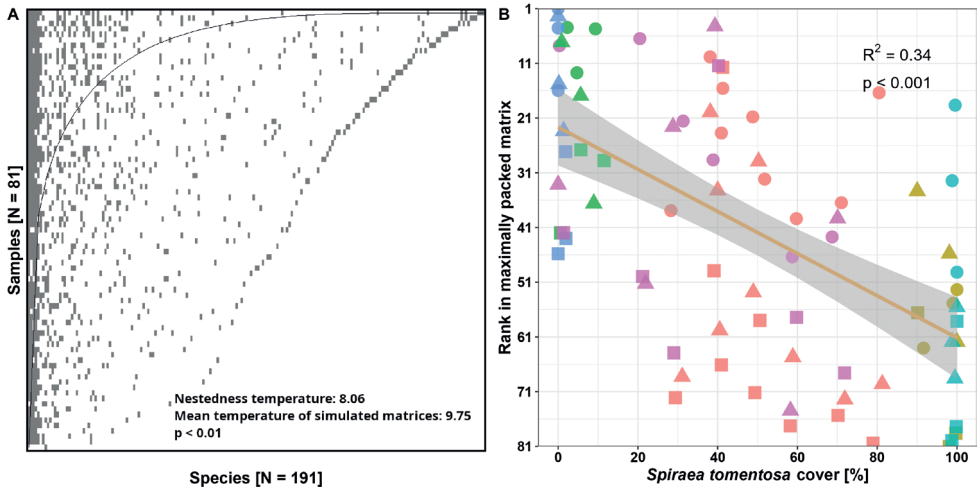 A
Samples [N = 81]
Nestedness temperature: 8.06
Mean temperature of simulated matrices: 9.75
p < 0.01
Species [N = 191]
B
Rank in maximally packed matrix
1
11
21
31
41
51
61
71
81
R² = 0.34
p < 0.001
0
20
40
60
80
100
Spiraea tomentosa cover [%]